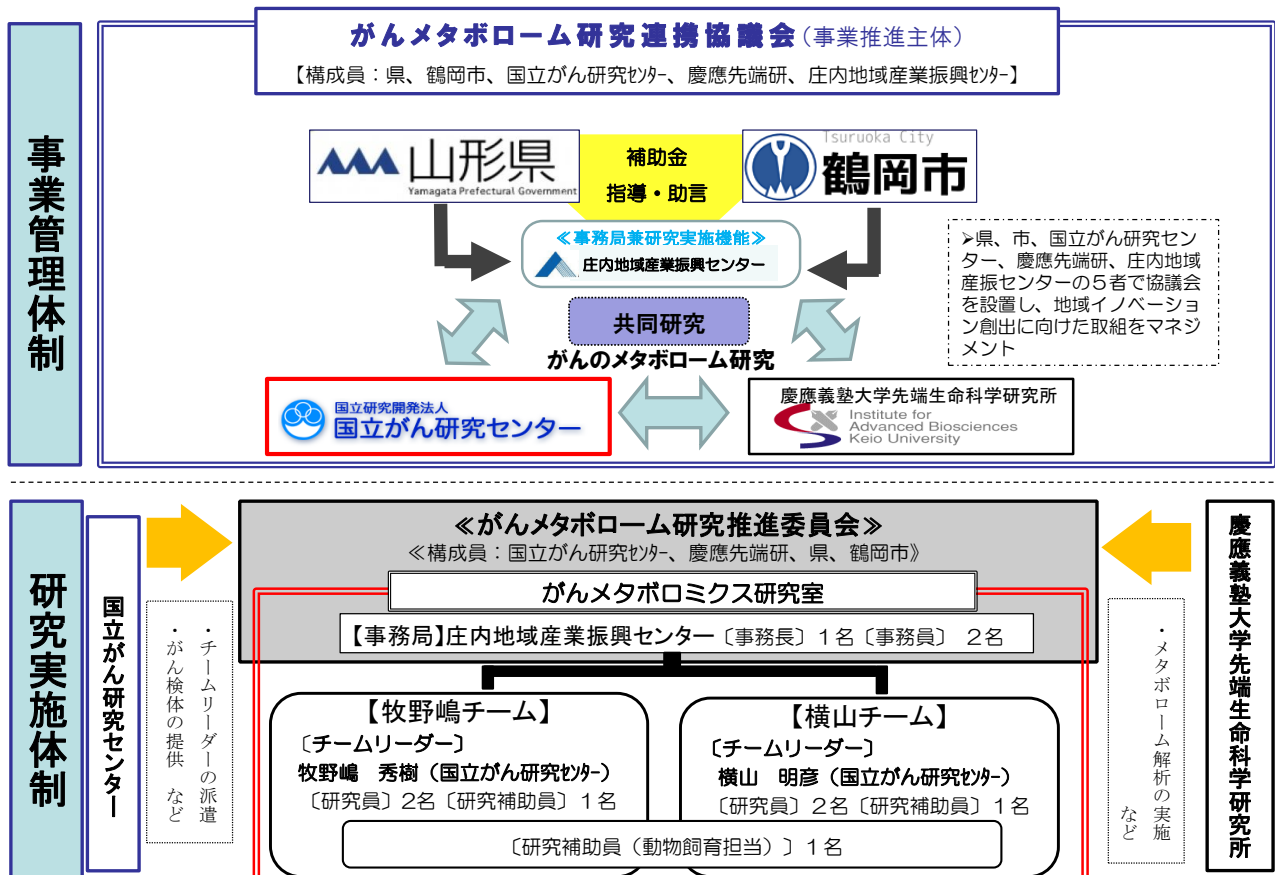 事業管理体制
がんメタボローム研究連携協議会（事業推進主体）
【構成員：県、鶴岡市、国立がん研究ｾﾝﾀｰ、慶應先端研、庄内地域産業振興ｾﾝﾀｰ】
山形県
Yamagata Prefectural Government
補助金
指導・助言
Tsuruoka City
鶴岡市
≪事務局兼研究実施機能≫
庄内地域産業振興センター
➢県、市、国立がん研究セン
ター、慶應先端研、庄内地域
産振センターの５者で協議会
を設置し、地域イノベーショ
ン創出に向けた取組をマネジ
メント
共同研究
がんのメタボローム研究
国立研究開発法人
国立がん研究センター
慶應義塾大学先端生命科学研究所
Institute for
Advanced Biosciences
Keio University
研究実施体制
国立がん研究センター
・チームリーダーの派遣
・がん検体の提供　など
≪がんメタボローム研究推進委員会≫
≪構成員：国立がん研究ｾﾝﾀｰ、慶應先端研、県、鶴岡市》
がんメタボロミクス研究室
【事務局】庄内地域産業振興センター〔事務長〕１名〔事務員〕　２名
【牧野嶋チーム】
〔チームリーダー〕
牧野嶋　秀樹（国立がん研究ｾﾝﾀｰ）
〔研究員〕２名〔研究補助員〕１名
【横山チーム】
〔チームリーダー〕
横山　明彦（国立がん研究ｾﾝﾀｰ）
〔研究員〕２名〔研究補助員〕１名
〔研究補助員（動物飼育担当）〕１名
・メタボローム解析の実施
など
慶應義塾大学先端生命科学研究所